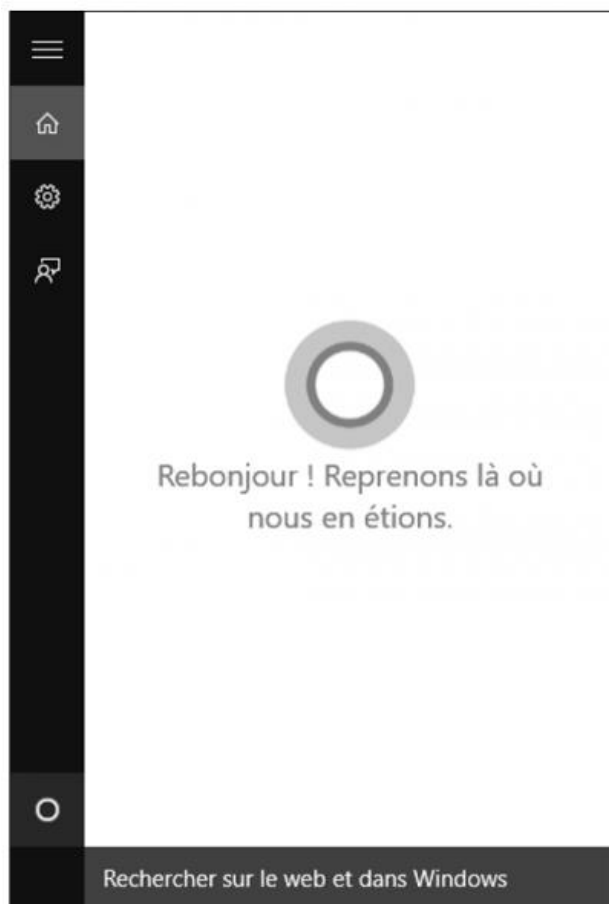 Rebonjour ! Reprenons là où
nous en étions.
Rechercher sur le web et dans Windows